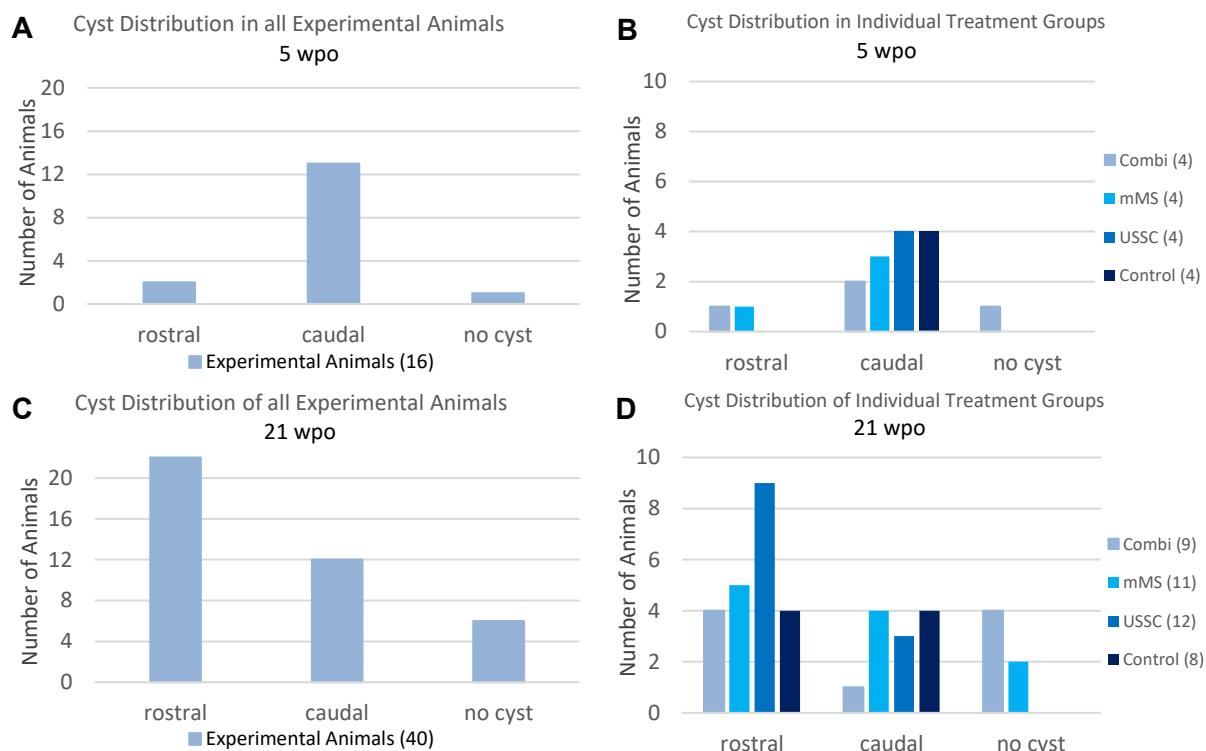 A
Cyst Distribution in all Experimental Animals
5 wpo
Number of Animals
20
16
12
8
4
0
rostral caudal no cyst
Experimental Animals (16)
B
Cyst Distribution in Individual Treatment Groups
5 wpo
Number of Animals
10
8
6
4
2
0
rostral caudal no cyst
Combi (4)
mMS (4)
USSC (4)
Control (4)
C
Cyst Distribution of all Experimental Animals
21 wpo
Number of Animals
20
16
12
8
4
0
rostral caudal no cyst
Experimental Animals (40)
D
Cyst Distribution of Individual Treatment Groups
21 wpo
Number of Animals
10
8
6
4
2
0
rostral caudal no cyst
Combi (9)
mMS (11)
USSC (12)
Control (8)